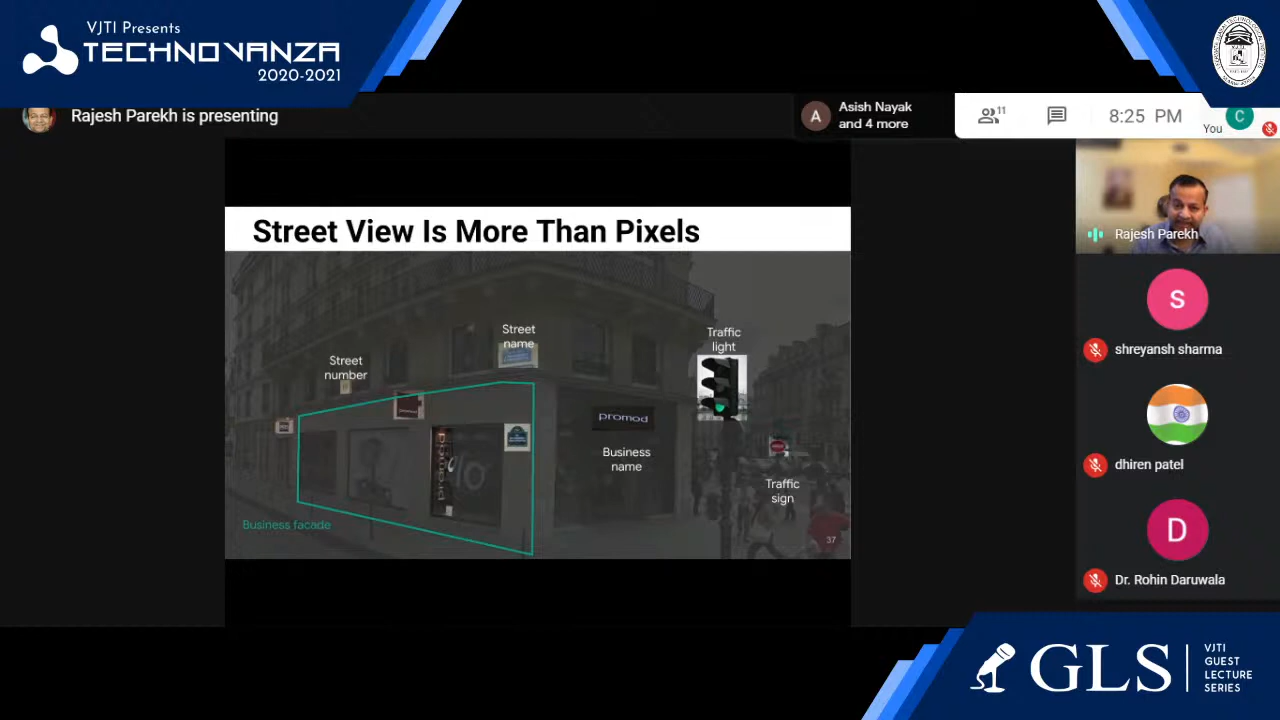 VJTI Presents
TECHNOVANZA
2020-2021
Rajesh Parekh is presenting
A
Asish Nayak
and 4 more
11
8:25 PM
You
C
Street View Is More Than Pixels
Street
number
Street
name
Traffic
light
promod
promod
Business
name
Traffic
sign
Business facade
37
Rajesh Parekh
S
shreyansh sharma
dhiren patel
D
Dr. Rohin Daruwala
GLS
VJTI
GUEST
LECTURE
SERIES